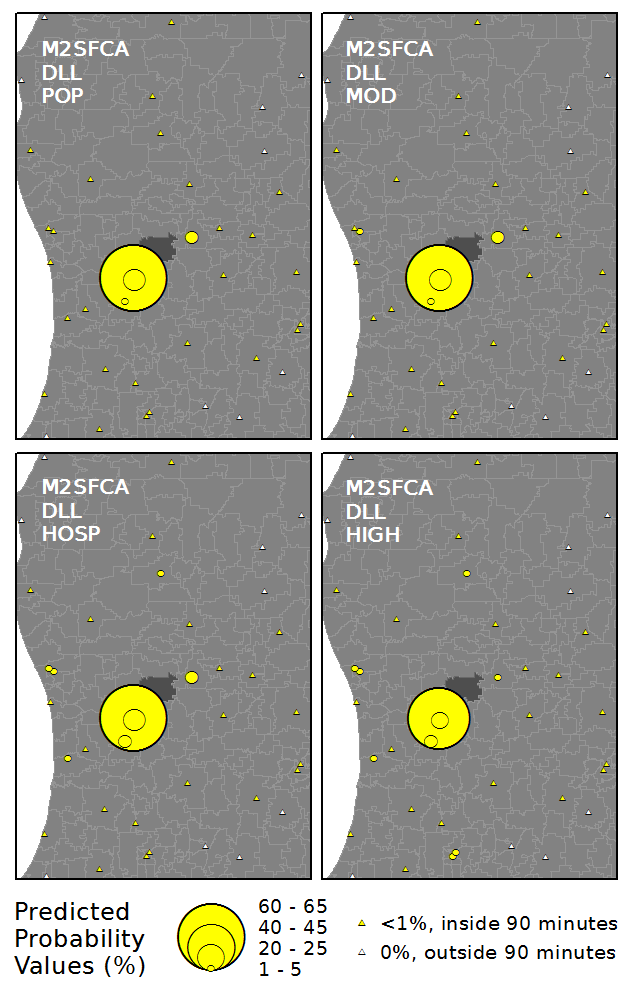 M2SFCA
DLL
POP
M2SFCA
DLL
MOD
M2SFCA
DLL
HOSP
M2SFCA
DLL
HIGH
Predicted
Probability
Values (%)
60 - 65
40 - 45
20 - 25
1 - 5
<1%, inside 90 minutes
0%, outside 90 minutes